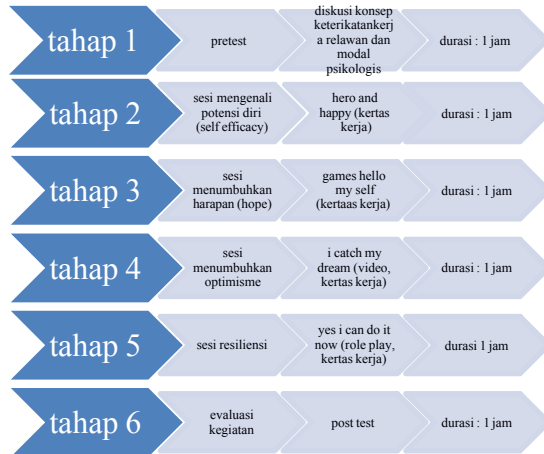 tahap 1
pretest
diskusi konsep
keterikatankerj
a relawan dan
modal
psikologis
durasi : 1 jam
tahap 2
sesi mengenali
potensi diri
(self efficacy)
hero and
happy (kertas
kerja)
durasi : 1 jam
tahap 3
sesi
menumbuhkan
harapan (hope)
games hello
my self
(kertaas kerja)
durasi : 1 jam
tahap 4
sesi
menumbuhkan
optimisme
i catch my
dream (video,
kertas kerja)
durasi : 1 jam
tahap 5
sesi resiliensi
yes i can do it
now (role play,
kertas kerja)
durasi 1 jam
tahap 6
evaluasi
kegiatan
post test
durasi : 1 jam